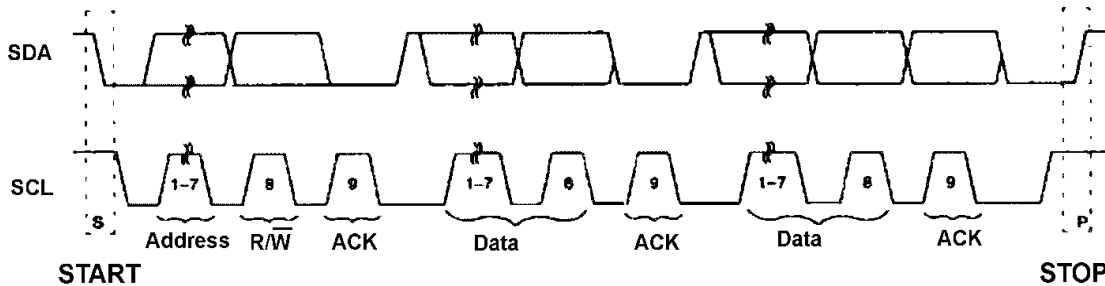 SDA
SCL
1-7 8 9 1-7 8 9 1-7 8 9
S P
Address R/W̅ ACK Data ACK Data ACK
START STOP